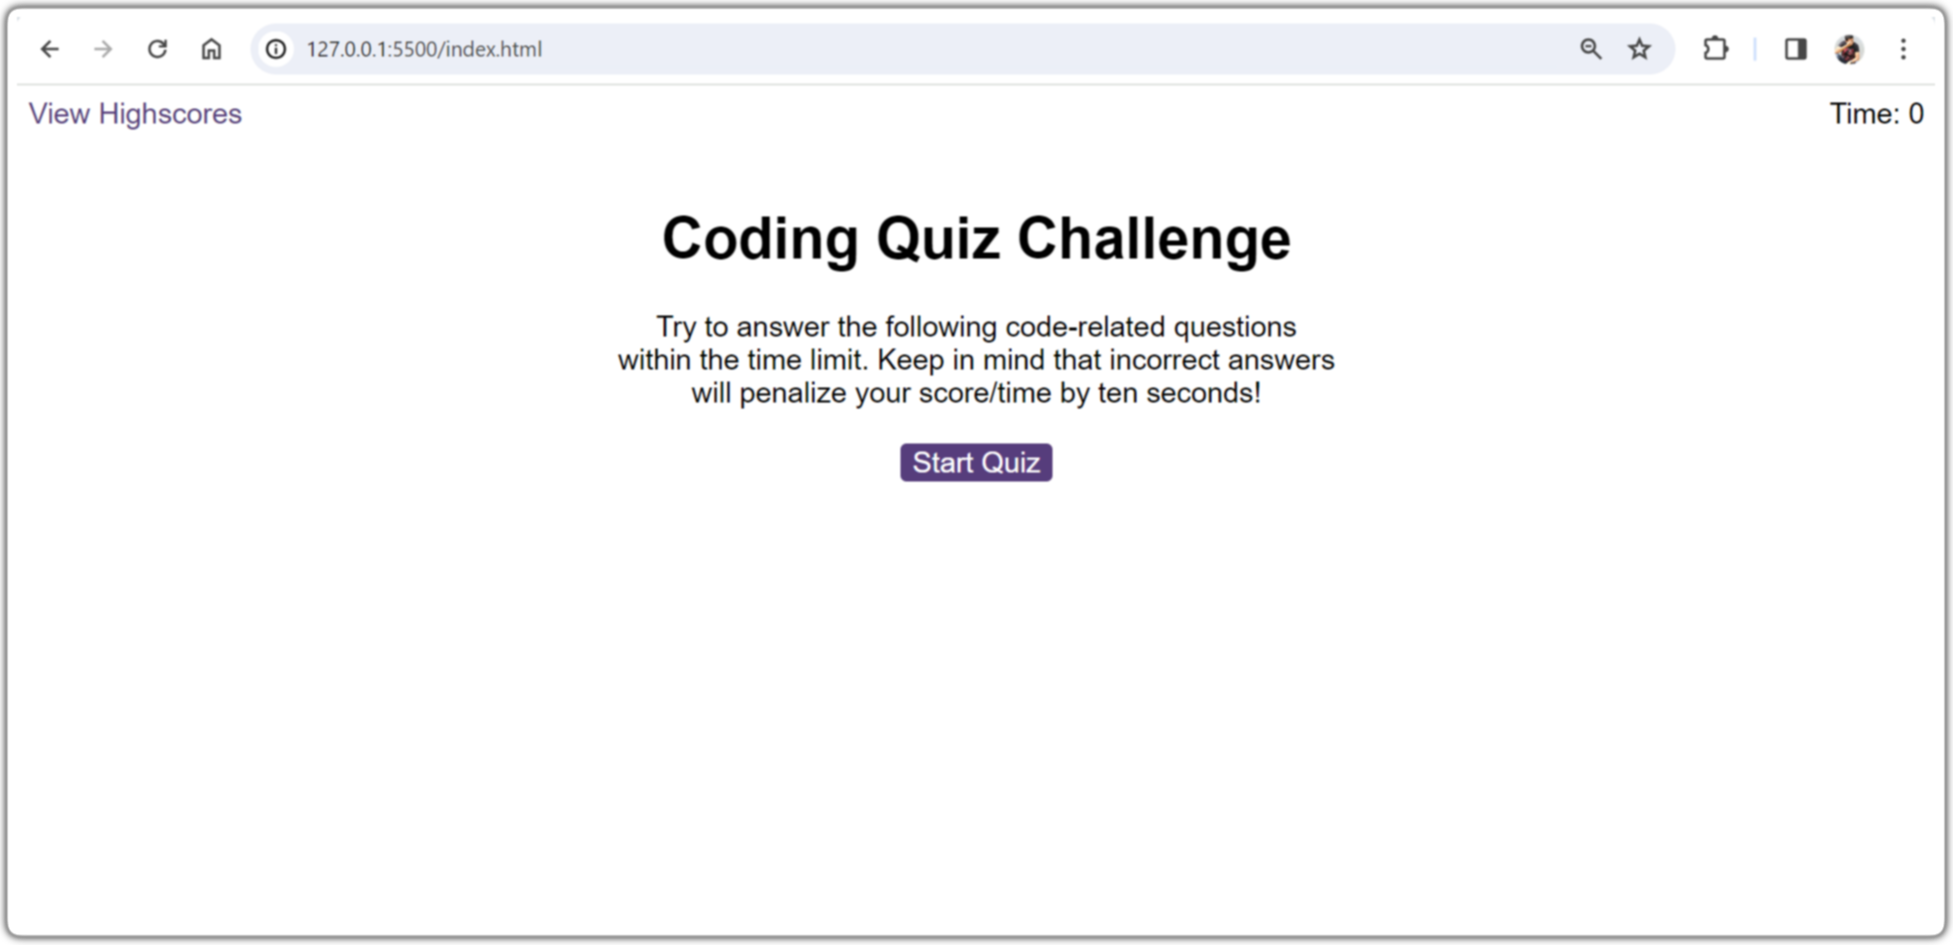 127.0.0.1:5500/index.html
View Highscores
Time: 0
Coding Quiz Challenge
Try to answer the following code-related questions
within the time limit. Keep in mind that incorrect answers
will penalize your score/time by ten seconds!
Start Quiz